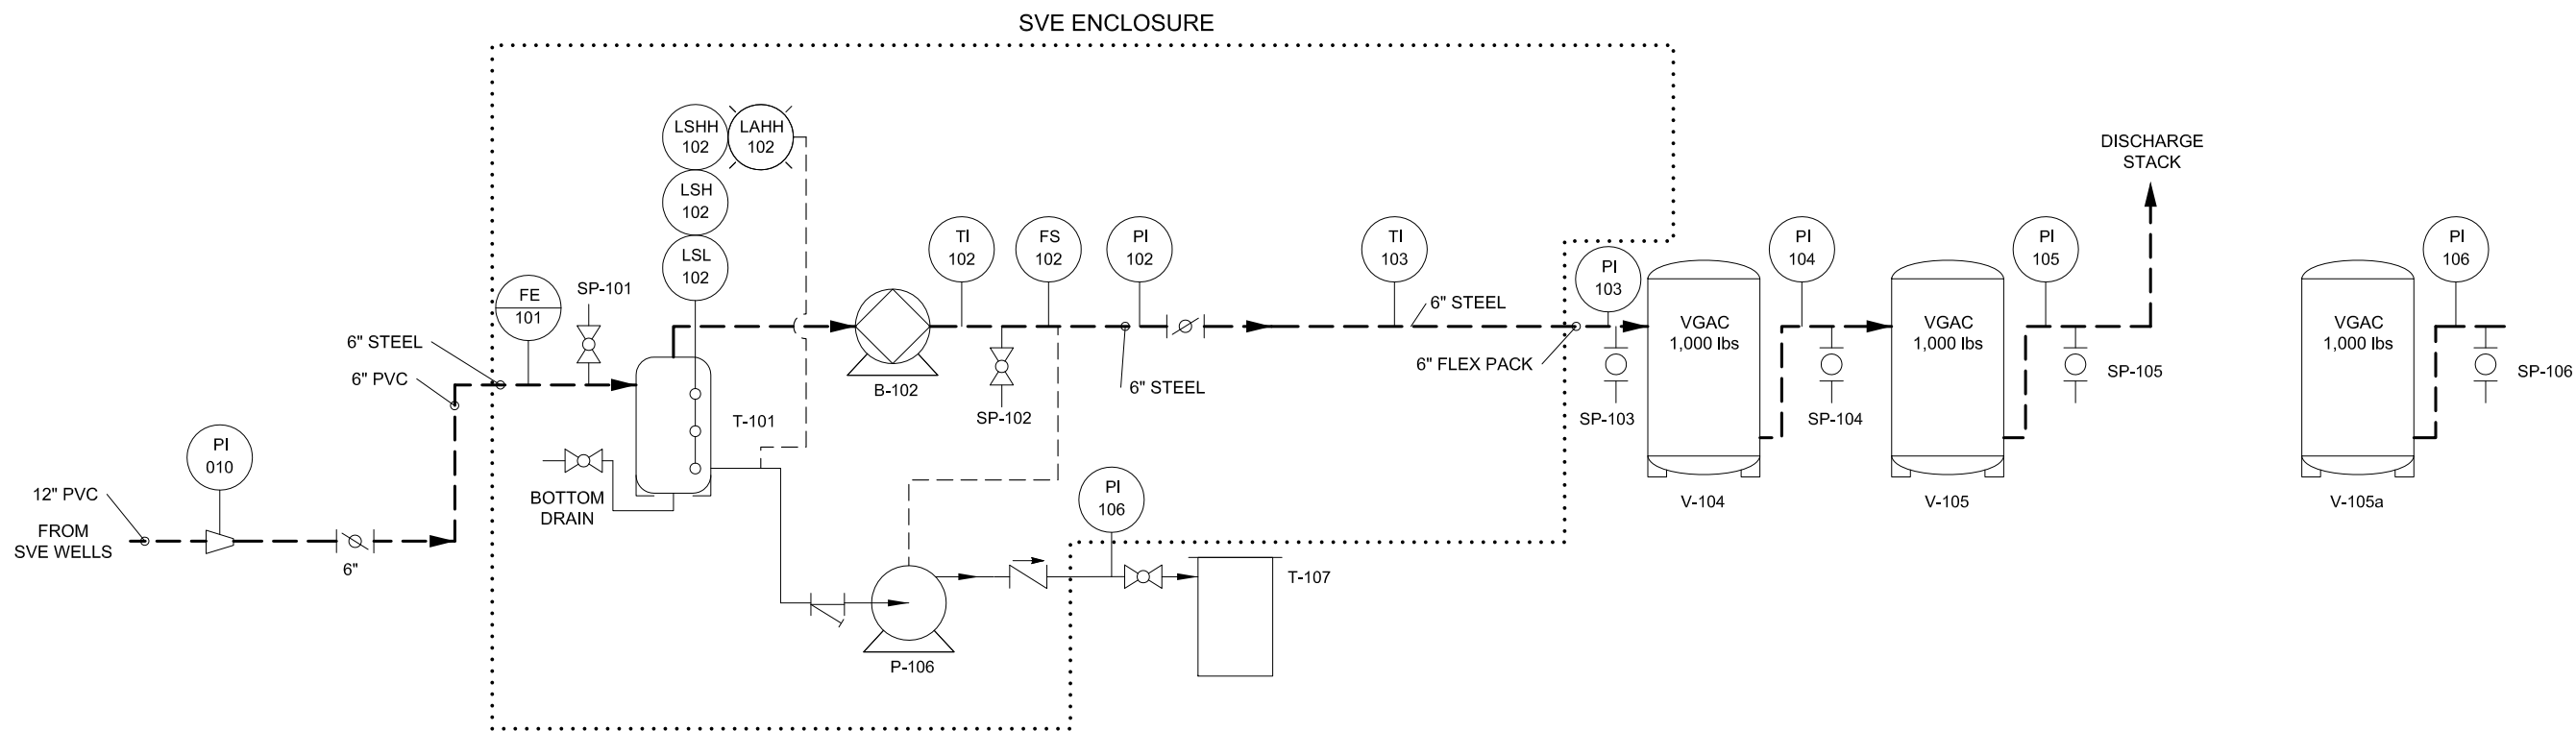 SVE ENCLOSURE
LSHH
102
LAHH
102
LSH
102
LSL
102
FE
101
SP-101
6" STEEL
6" PVC
PI
010
12" PVC
FROM
SVE WELLS
6"
BOTTOM
DRAIN
T-101
TI
102
FS
102
PI
102
B-102
SP-102
6" STEEL
TI
103
6" STEEL
6" FLEX PACK
PI
106
P-106
T-107
PI
103
SP-103
VGAC
1,000 lbs
V-104
PI
104
SP-104
VGAC
1,000 lbs
V-105
PI
105
SP-105
DISCHARGE
STACK
VGAC
1,000 lbs
V-105a
PI
106
SP-106